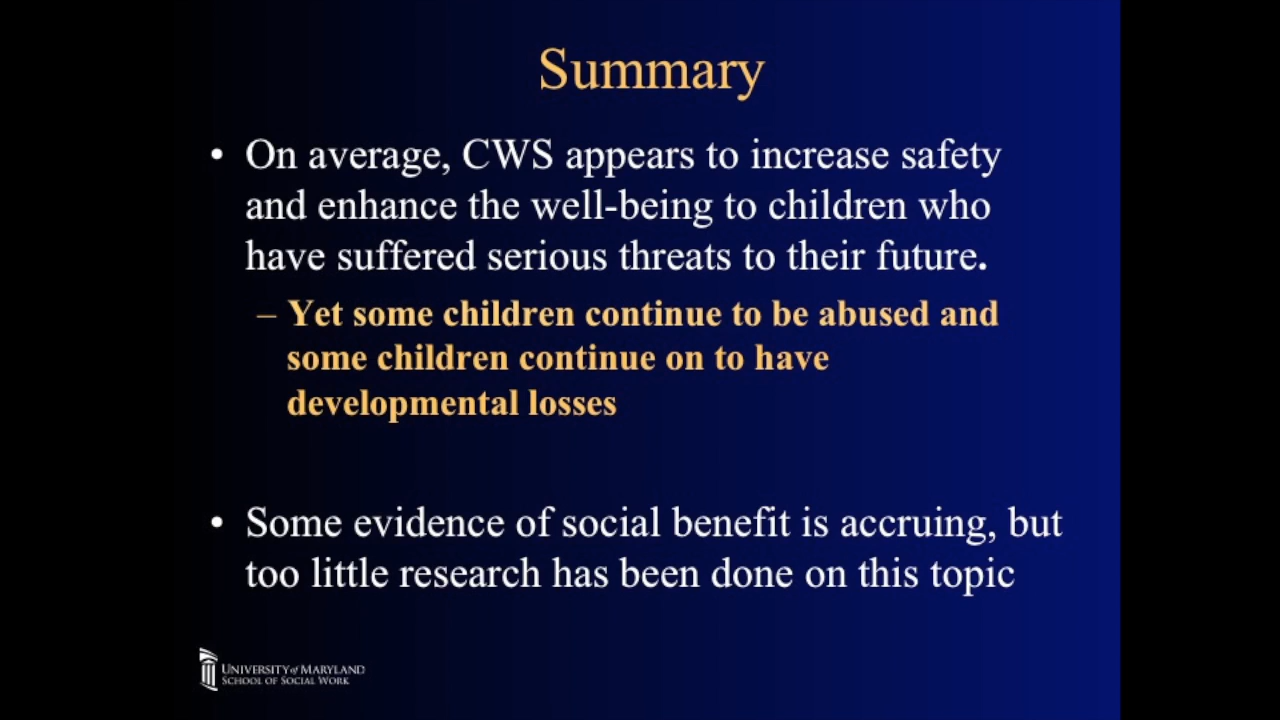 Summary
• On average, CWS appears to increase safety
and enhance the well-being to children who
have suffered serious threats to their future.
– Yet some children continue to be abused and
some children continue on to have
developmental losses
• Some evidence of social benefit is accruing, but
too little research has been done on this topic
UNIVERSITY of MARYLAND
SCHOOL OF SOCIAL WORK